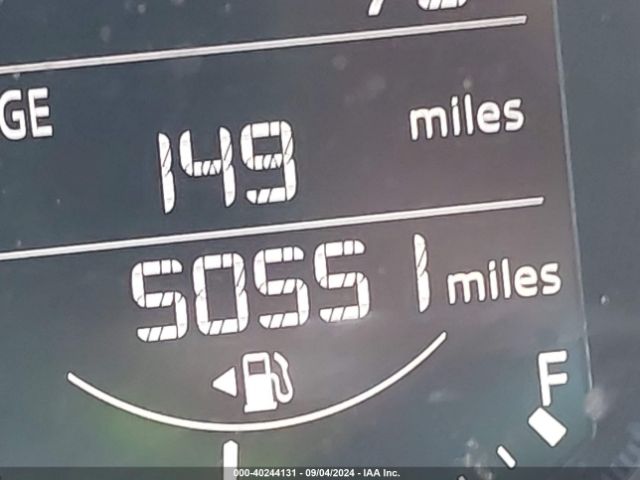 GE
149 miles
50551 miles
F
000-40244131 - 09/04/2024 - IAA Inc.